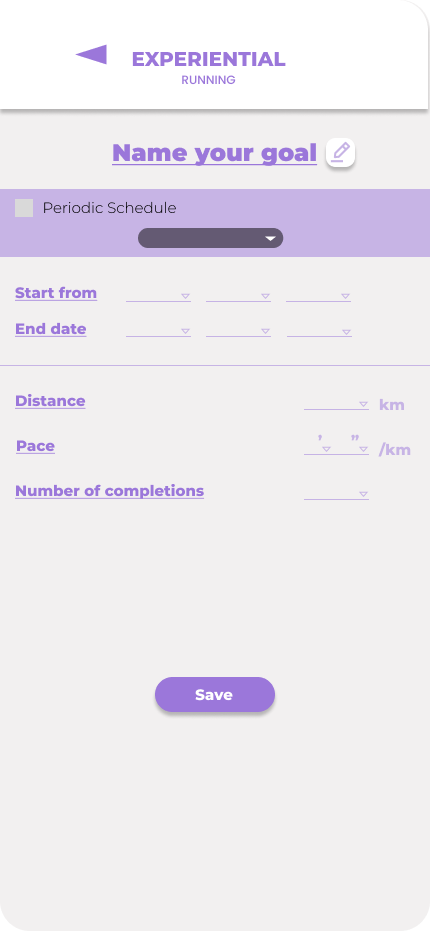 EXPERIENTIAL
RUNNING
Name your goal
Periodic Schedule
Start from
End date
Distance
km
Pace ’ ” /km
Number of completions
Save